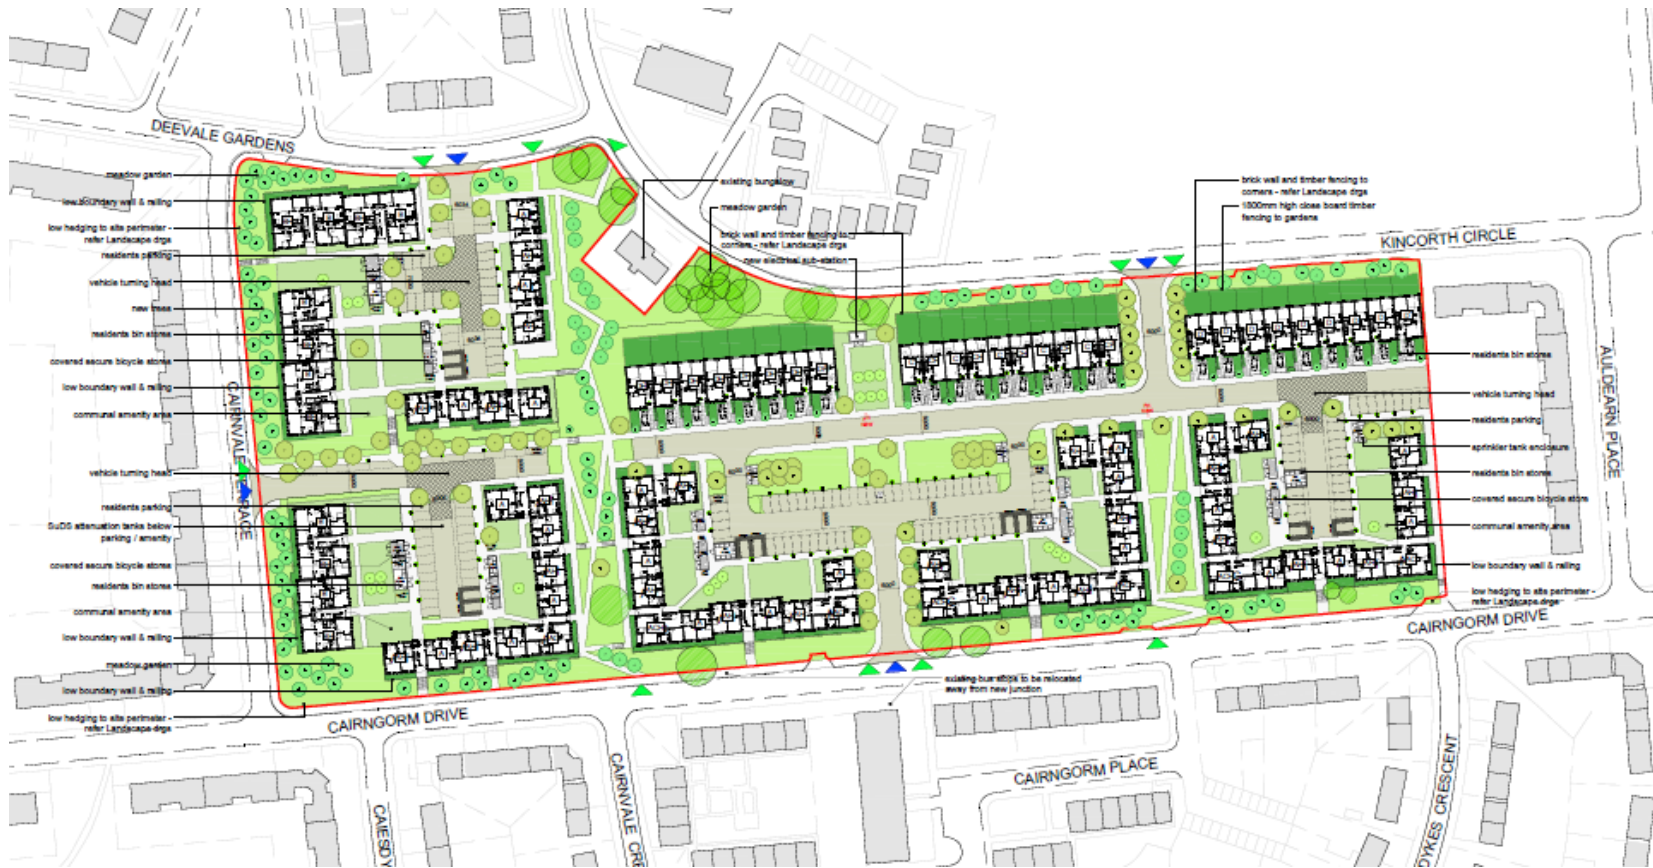 DEEVALE GARDENS
meadow garden
low boundary wall & railing
low hedging to site perimeter -
refer Landscape drgs
residents parking
vehicle turning head
new trees
residents bin stores
covered secure bicycle stores
low boundary wall & railing
communal amenity area
CAIRNVALE TERRACE
vehicle turning head
residents parking
SuDS attenuation tanks below
parking / amenity
covered secure bicycle stores
residents bin stores
communal amenity area
low boundary wall & railing
meadow garden
low boundary wall & railing
low hedging to site perimeter -
refer Landscape drgs
existing bungalow
meadow garden
brick wall and timber fencing to
corners - refer Landscape drgs
new electrical sub-station
brick wall and timber fencing to
corners - refer Landscape drgs
1800mm high close board timber
fencing to gardens
KINCORTH CIRCLE
residents bin stores
vehicle turning head
residents parking
sprinkler tank enclosure
residents bin stores
covered secure bicycle store
communal amenity area
low boundary wall & railing
low hedging to site perimeter -
refer Landscape drgs
AULDEARN PLACE
CAIRNGORM DRIVE
existing bus stops to be relocated
away from new junction
CAIRNGORM DRIVE
CAIRNGORM PLACE
CAIESDY
CAIRNVALE CRE
DYKES CRESCENT